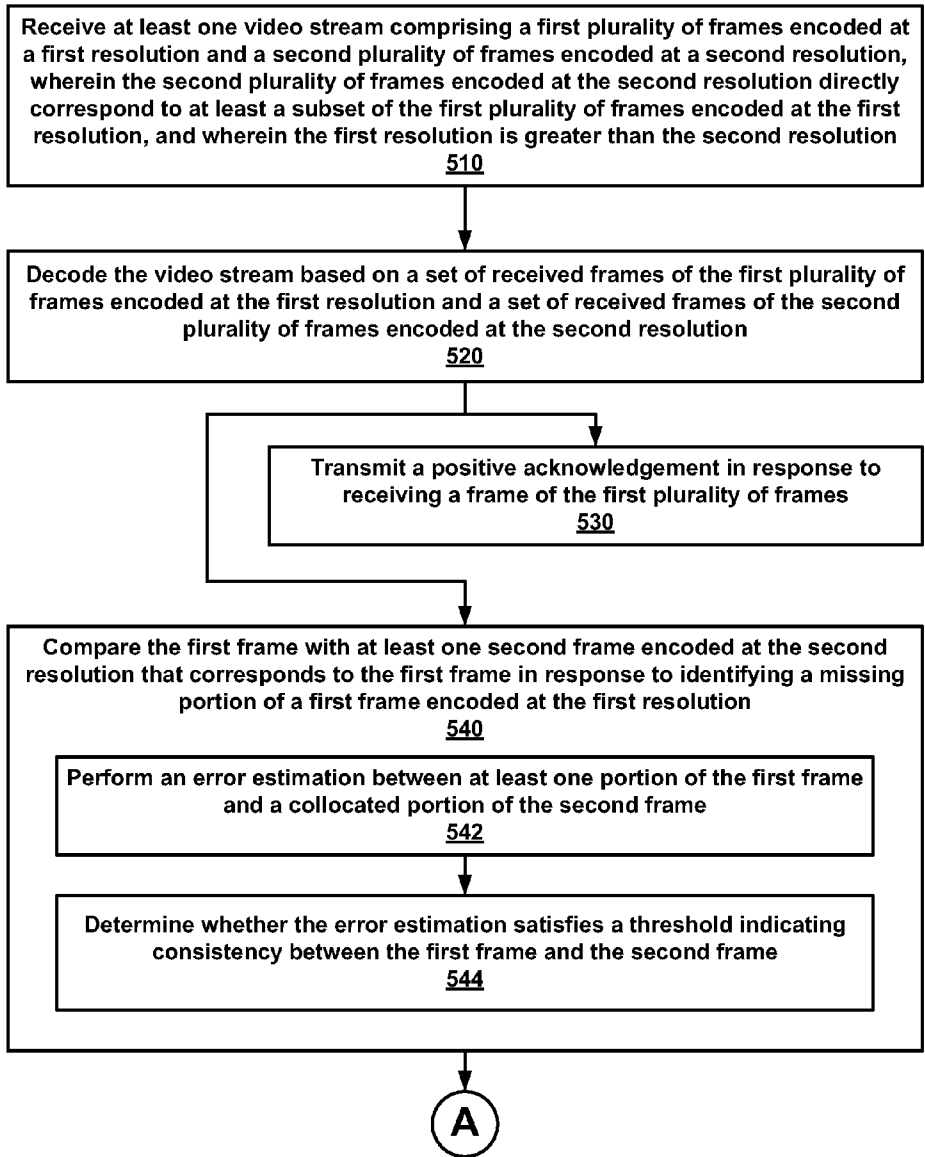 Receive at least one video stream comprising a first plurality of frames encoded at
a first resolution and a second plurality of frames encoded at a second resolution,
wherein the second plurality of frames encoded at the second resolution directly
correspond to at least a subset of the first plurality of frames encoded at the first
resolution, and wherein the first resolution is greater than the second resolution
510
Decode the video stream based on a set of received frames of the first plurality of
frames encoded at the first resolution and a set of received frames of the second
plurality of frames encoded at the second resolution
520
Transmit a positive acknowledgement in response to
receiving a frame of the first plurality of frames
530
Compare the first frame with at least one second frame encoded at the second
resolution that corresponds to the first frame in response to identifying a missing
portion of a first frame encoded at the first resolution
540
Perform an error estimation between at least one portion of the first frame
and a collocated portion of the second frame
542
Determine whether the error estimation satisfies a threshold indicating
consistency between the first frame and the second frame
544
A